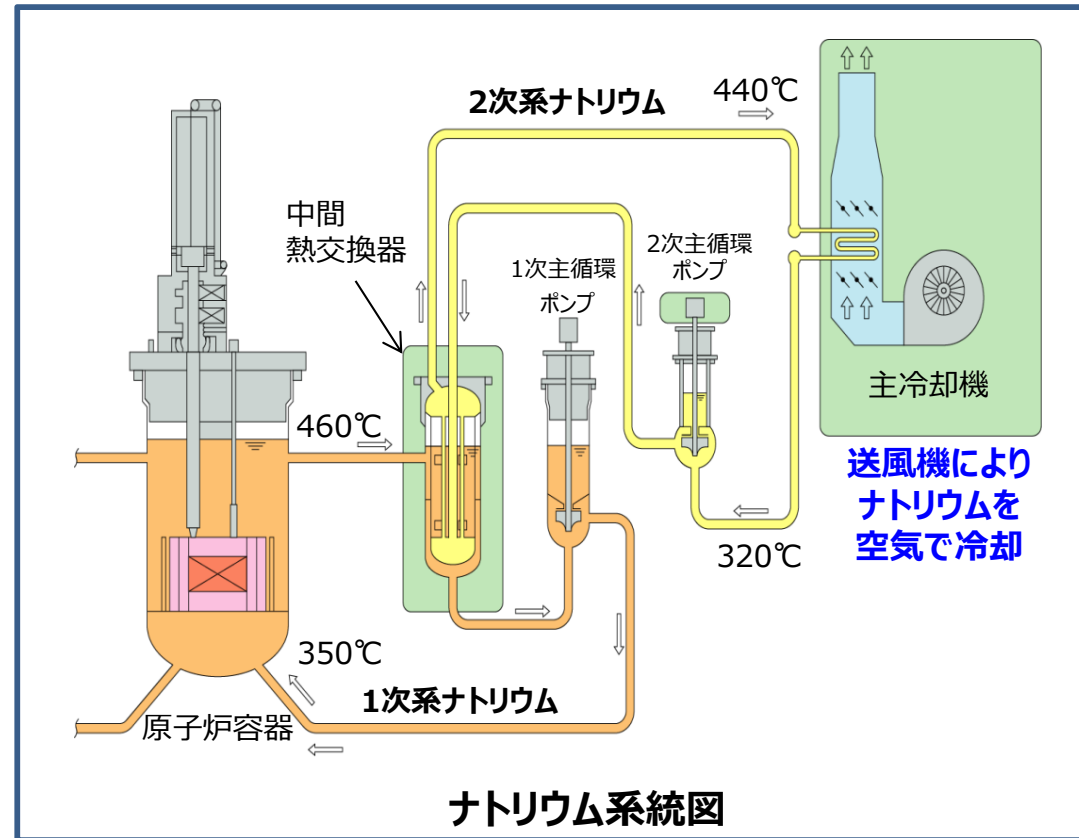 2次系ナトリウム
440℃
中間
熱交換器
1次主循環
ポンプ
2次主循環
ポンプ
主冷却機
460℃
送風機により
ナトリウムを
空気で冷却
320℃
350℃
1次系ナトリウム
原子炉容器
ナトリウム系統図